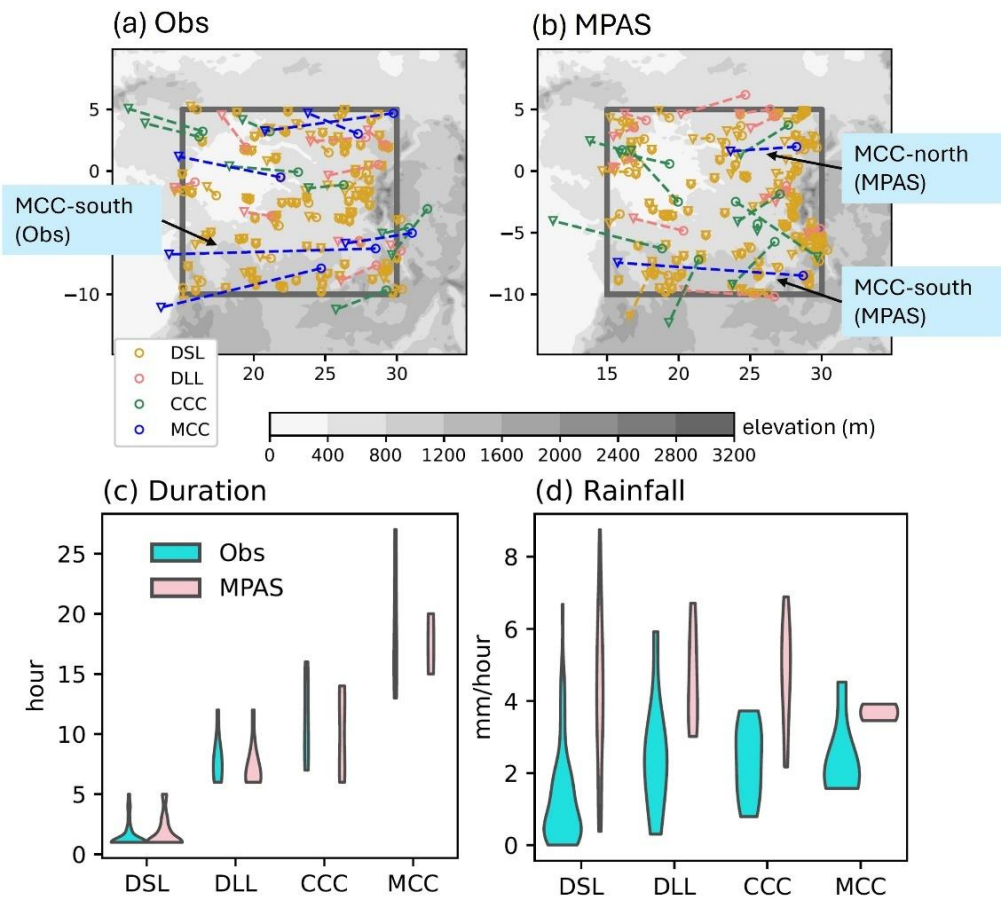 (a) Obs
(b) MPAS
5
0
−5
−10
20
25
30
MCC-south
(Obs)
DSL
DLL
CCC
MCC
5
0
−5
−10
15
20
25
30
MCC-north
(MPAS)
MCC-south
(MPAS)
0
400
800
1200
1600
2000
2400
2800
3200
elevation (m)
(c) Duration
hour
25
20
15
10
5
0
Obs
MPAS
DSL
DLL
CCC
MCC
(d) Rainfall
mm/hour
8
6
4
2
0
DSL
DLL
CCC
MCC